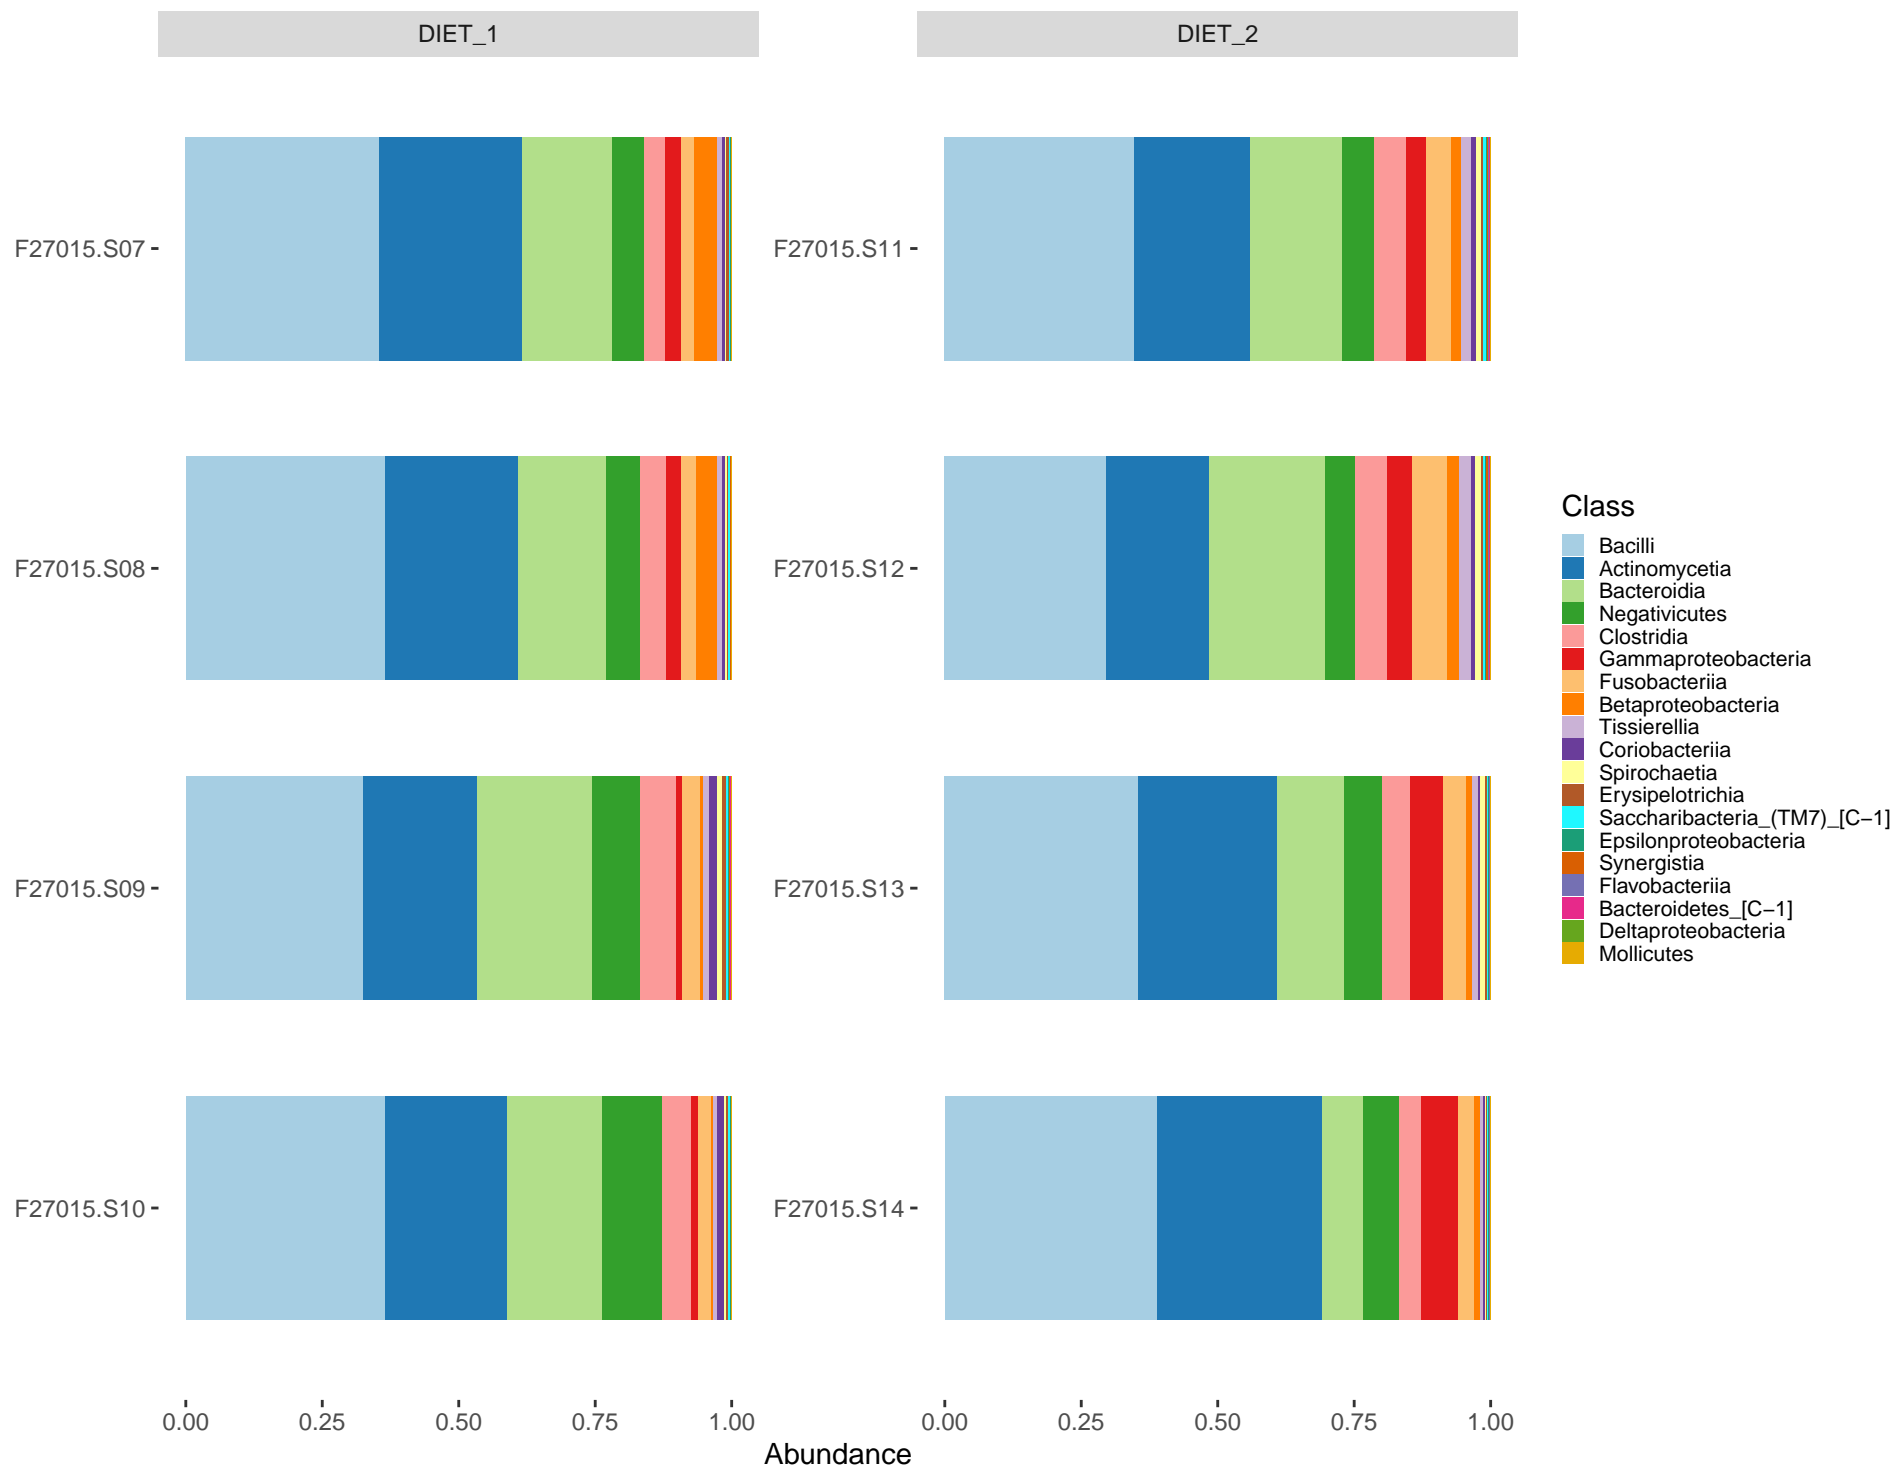 DIET_1
DIET_2
F27015.S07
F27015.S11
F27015.S08
F27015.S12
F27015.S09
F27015.S13
F27015.S10
F27015.S14
0.00 0.25 0.50 0.75 1.00
0.00 0.25 0.50 0.75 1.00
Abundance
Class
Bacilli
Actinomycetia
Bacteroidia
Negativicutes
Clostridia
Gammaproteobacteria
Fusobacteriia
Betaproteobacteria
Tissierellia
Coriobacteriia
Spirochaetia
Erysipelotrichia
Saccharibacteria_(TM7)_[C−1]
Epsilonproteobacteria
Synergistia
Flavobacteriia
Bacteroidetes_[C−1]
Deltaproteobacteria
Mollicutes